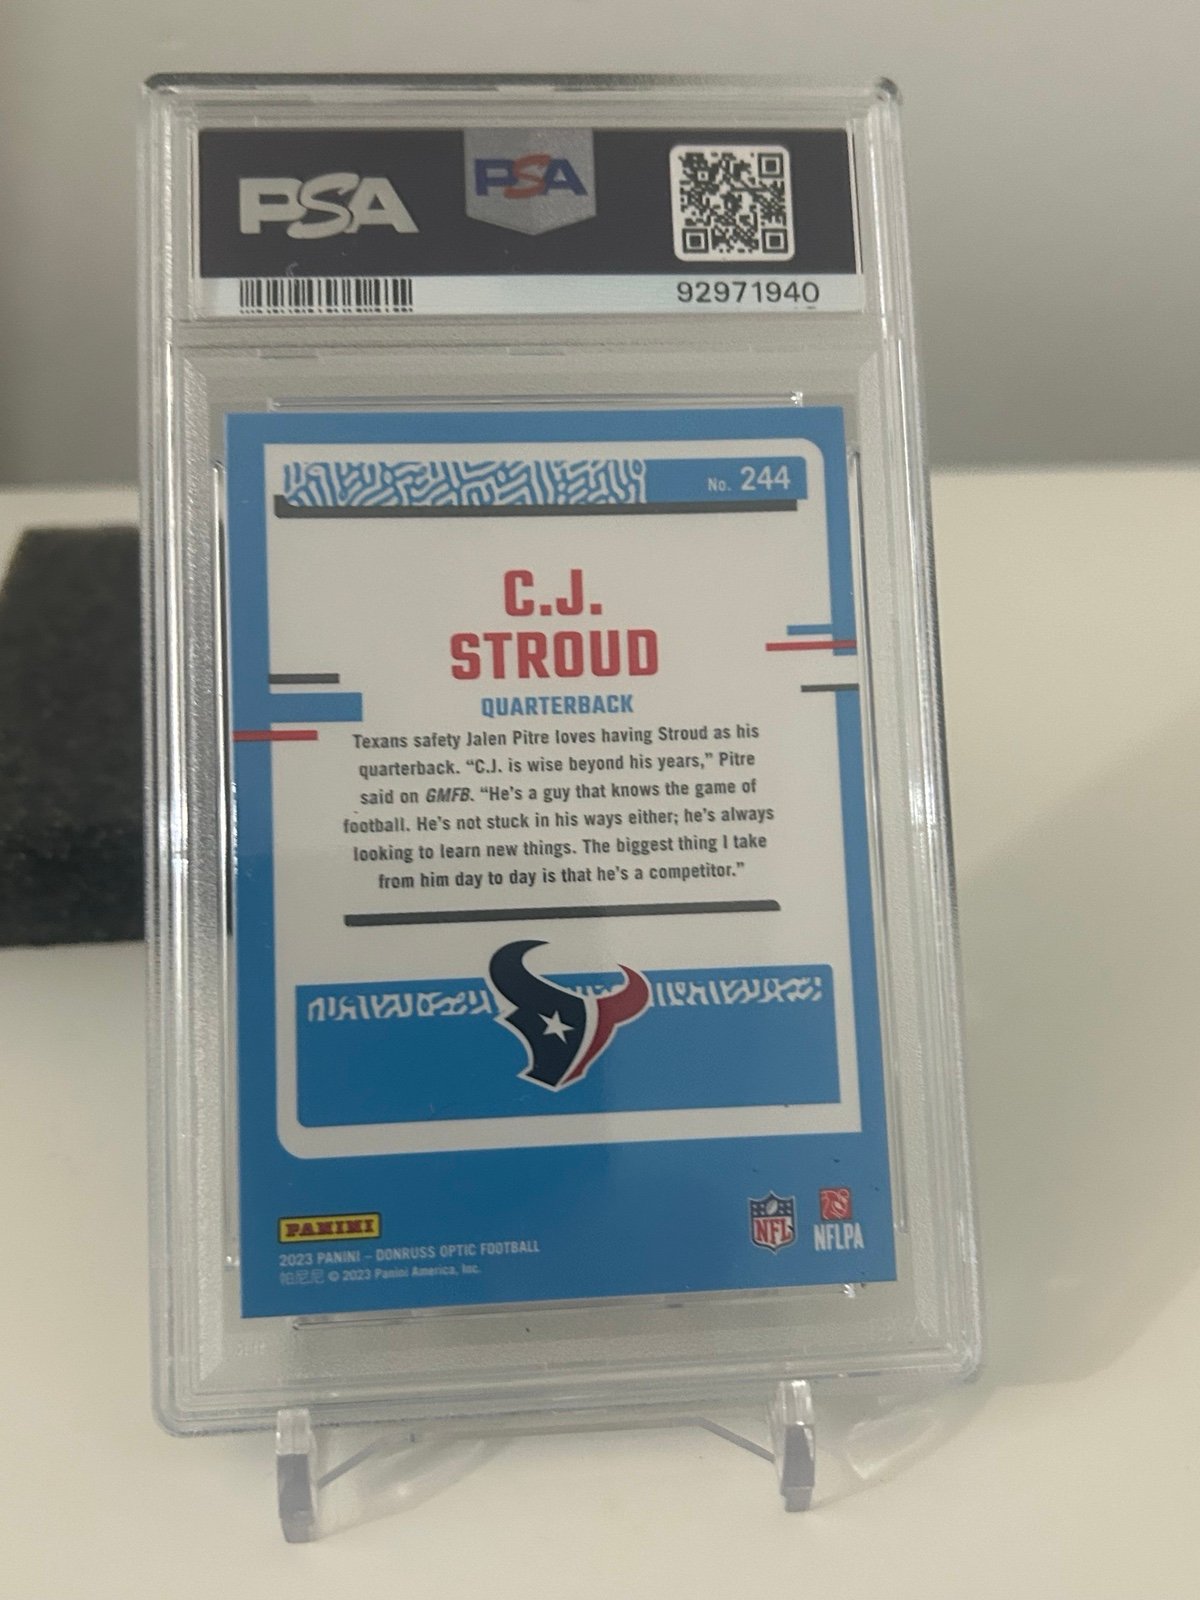 PSA
PSA
92971940
No. 244
C.J.
STROUD
QUARTERBACK
Texans safety Jalen Pitre loves having Stroud as his
quarterback. “C.J. is wise beyond his years,” Pitre
said on GMFB. “He’s a guy that knows the game of
football. He’s not stuck in his ways either; he’s always
looking to learn new things. The biggest thing I take
from him day to day is that he’s a competitor.”
PANINI
NFL
NFLPA
2023 PANINI – DONRUSS OPTIC FOOTBALL
帕尼尼 © 2023 Panini America, Inc.